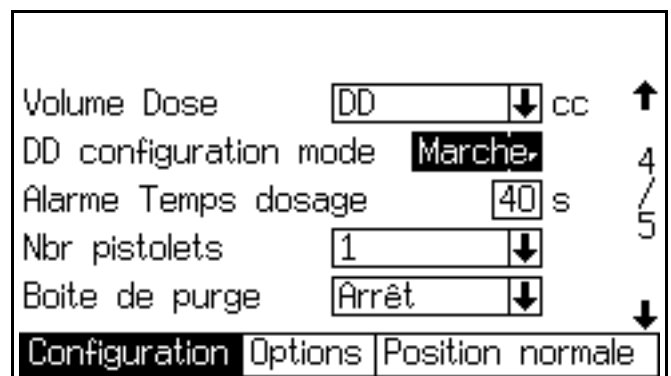 Volume Dose DD cc
DD configuration mode Marche
Alarme Temps dosage 40 s
Nbr pistolets 1
Boite de purge Arrêt
4/5
Configuration Options Position normale